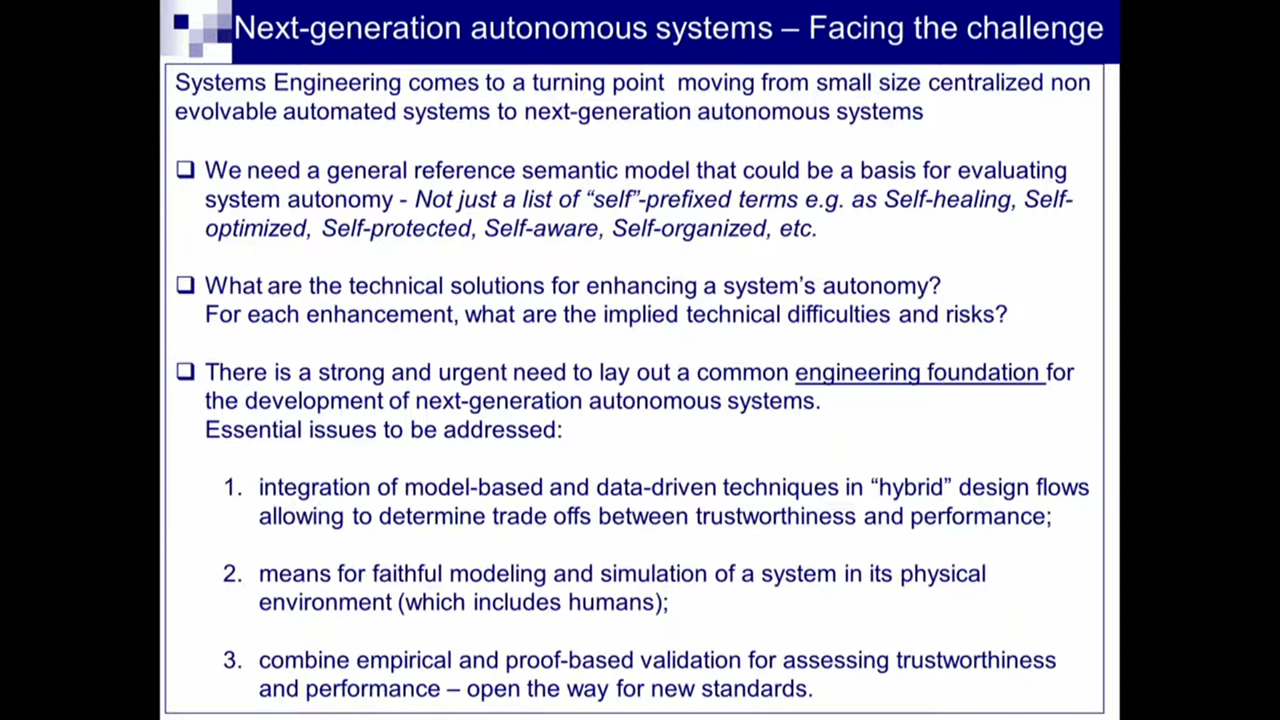 Next-generation autonomous systems – Facing the challenge
Systems Engineering comes to a turning point moving from small size centralized non
evolvable automated systems to next-generation autonomous systems
We need a general reference semantic model that could be a basis for evaluating
system autonomy - Not just a list of “self”-prefixed terms e.g. as Self-healing, Self-
optimized, Self-protected, Self-aware, Self-organized, etc.
What are the technical solutions for enhancing a system’s autonomy?
For each enhancement, what are the implied technical difficulties and risks?
There is a strong and urgent need to lay out a common engineering foundation for
the development of next-generation autonomous systems.
Essential issues to be addressed:
1. integration of model-based and data-driven techniques in “hybrid” design flows
allowing to determine trade offs between trustworthiness and performance;
2. means for faithful modeling and simulation of a system in its physical
environment (which includes humans);
3. combine empirical and proof-based validation for assessing trustworthiness
and performance – open the way for new standards.